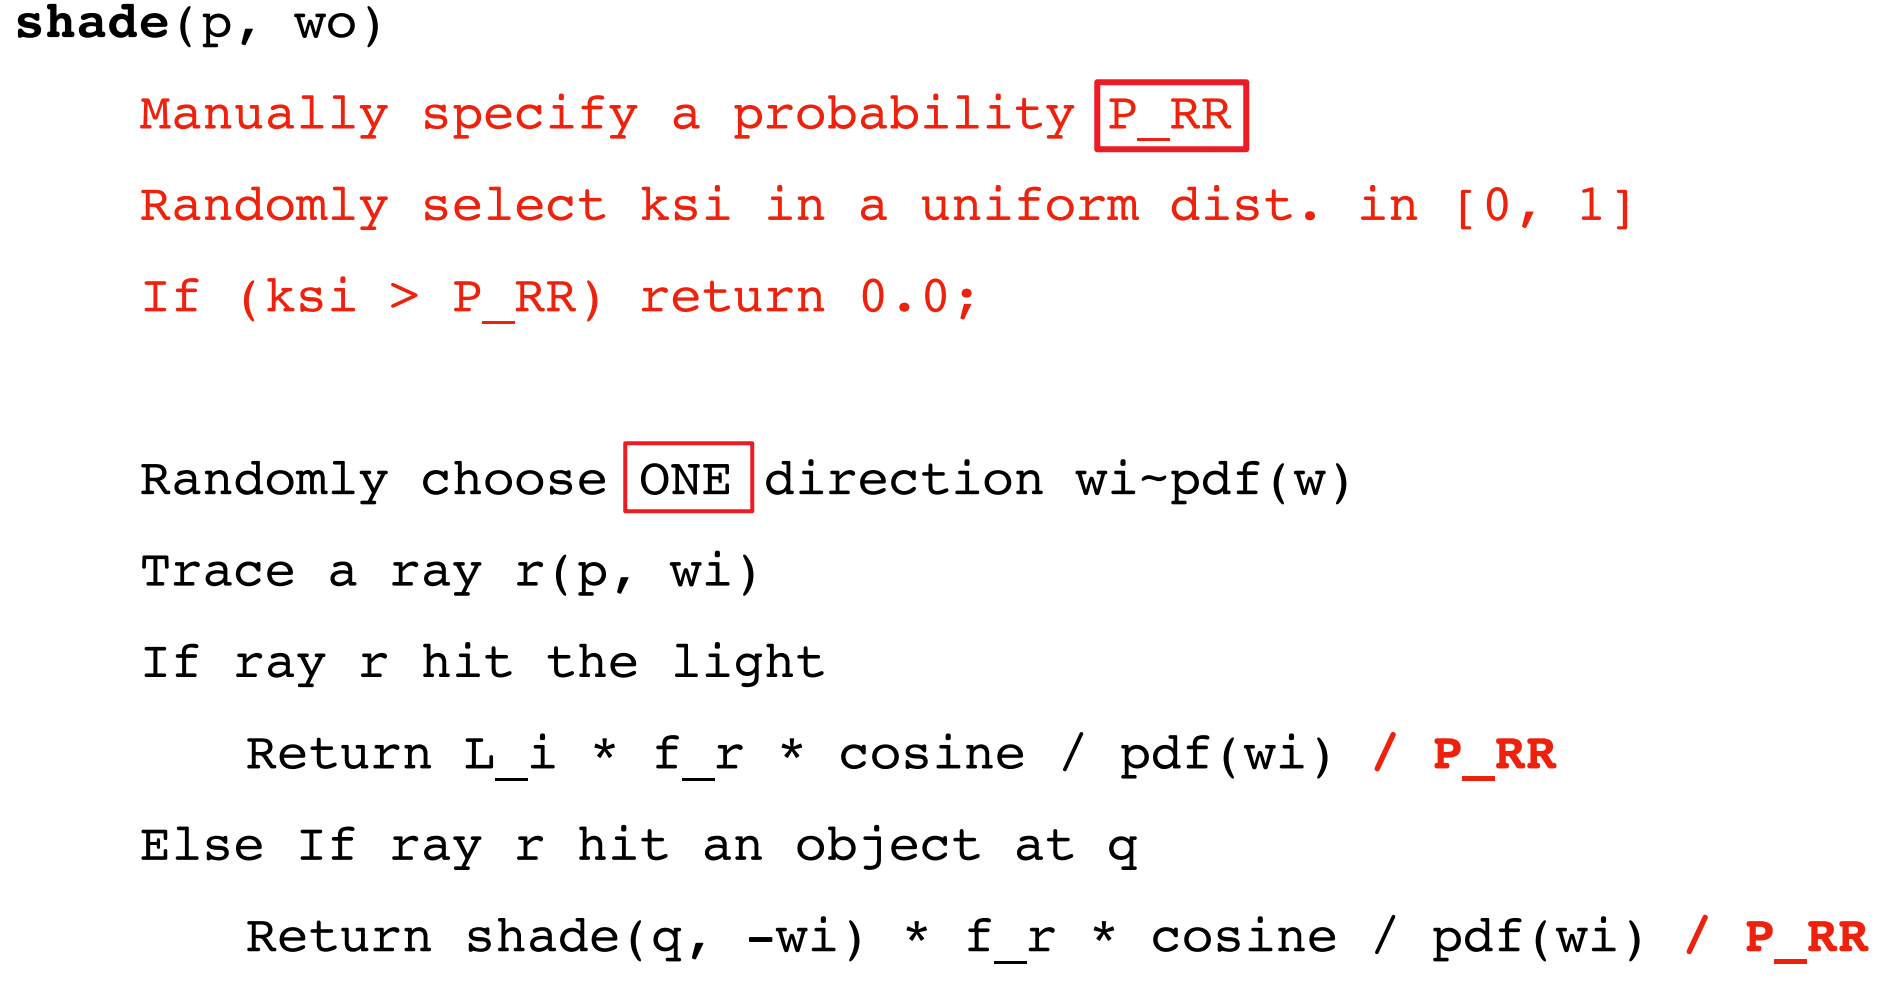 shade(p, wo)
Manually specify a probability P_RR
Randomly select ksi in a uniform dist. in [0, 1]
If (ksi > P_RR) return 0.0;
Randomly choose ONE direction wi~pdf(w)
Trace a ray r(p, wi)
If ray r hit the light
Return L_i * f_r * cosine / pdf(wi) / P_RR
Else If ray r hit an object at q
Return shade(q, -wi) * f_r * cosine / pdf(wi) / P_RR